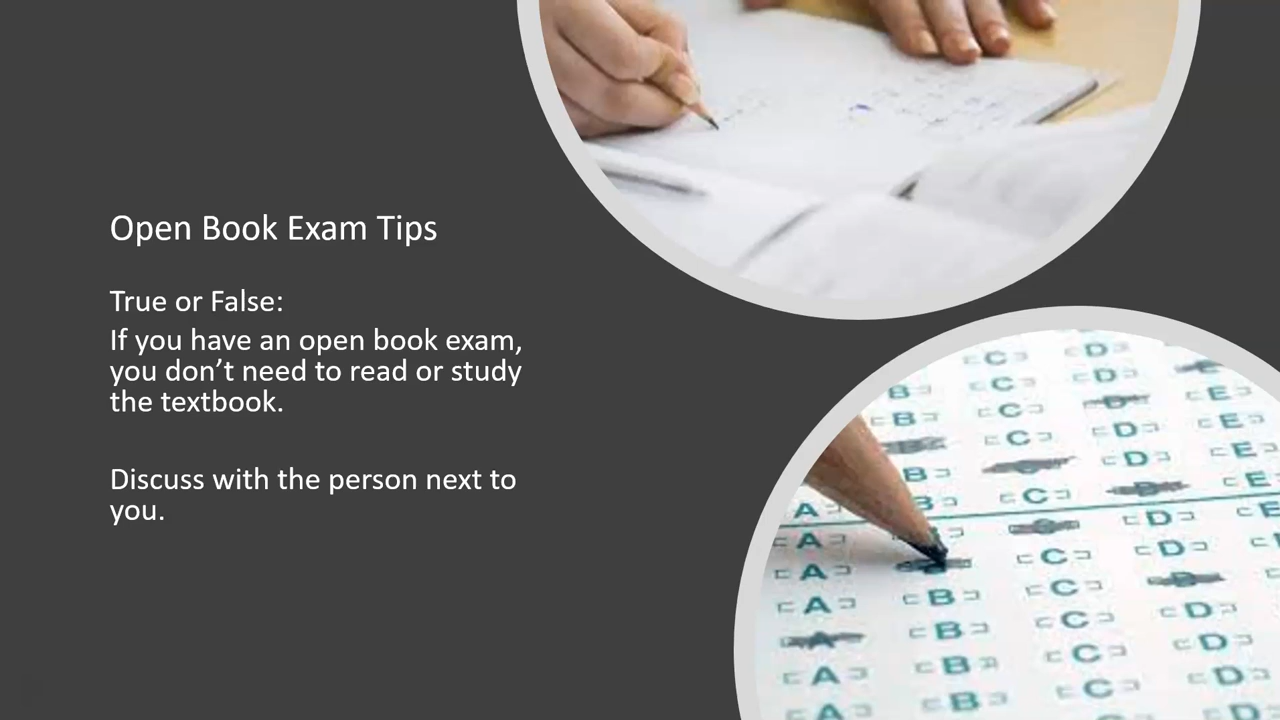 Open Book Exam Tips
True or False:
If you have an open book exam,
you don’t need to read or study
the textbook.
Discuss with the person next to
you.
C D
B C D E
B C D E
C D E
B C D E
A B C D E
A C D E
A B C D
A B C D
A B C D
A B C D
A B C D